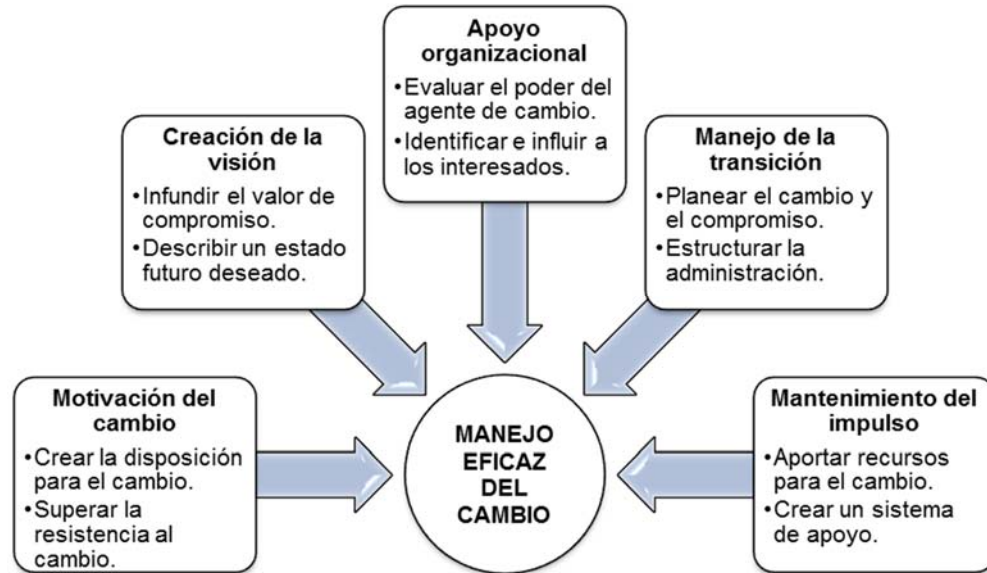 Apoyo
organizacional
•Evaluar el poder del
agente de cambio.
•Identificar e influir a
los interesados.
Creación de la
visión
•Infundir el valor de
compromiso.
•Describir un estado
futuro deseado.
Manejo de la
transición
•Planear el cambio y
el compromiso.
•Estructurar la
administración.
Motivación del
cambio
•Crear la disposición
para el cambio.
•Superar la
resistencia al
cambio.
MANEJO
EFICAZ
DEL
CAMBIO
Mantenimiento del
impulso
•Aportar recursos
para el cambio.
•Crear un sistema
de apoyo.